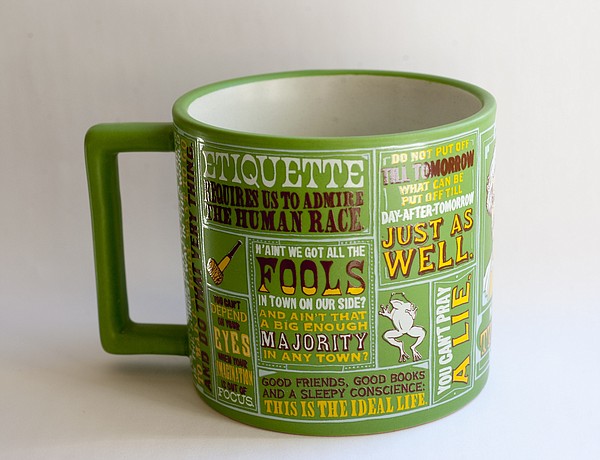 AND DO THAT VERY THING.
ETIQUETTE
REQUIRES US TO ADMIRE
THE HUMAN RACE.
H'AINT WE GOT ALL THE
FOOLS
IN TOWN ON OUR SIDE?
AND AIN'T THAT
A BIG ENOUGH
MAJORITY
IN ANY TOWN?
YOU CAN'T
DEPEND
ON YOUR
EYES
WHEN YOUR
IMAGINATION
IS OUT OF
FOCUS
GOOD FRIENDS, GOOD BOOKS
AND A SLEEPY CONSCIENCE:
THIS IS THE IDEAL LIFE.
DO NOT PUT OFF
TILL TOMORROW
WHAT CAN BE
PUT OFF TILL
DAY-AFTER-TOMORROW
JUST AS
WELL.
YOU CAN'T PRAY
A LIE.